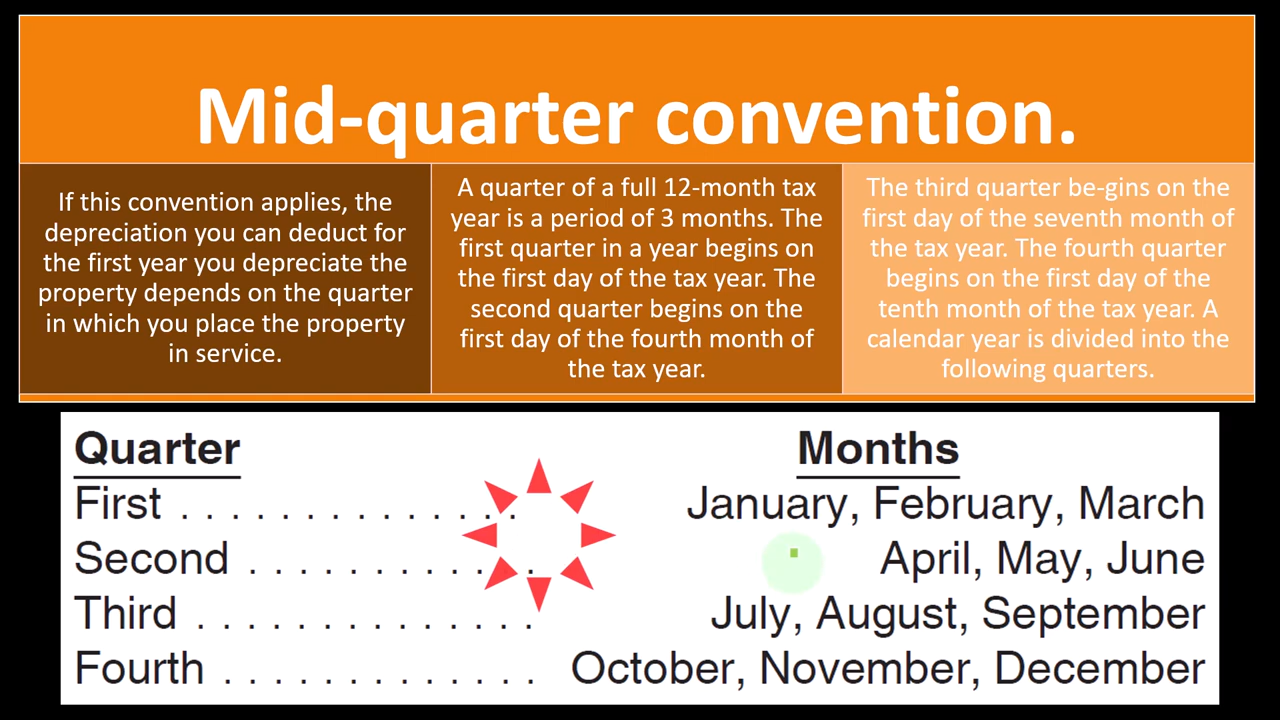 Mid-quarter convention.
If this convention applies, the
depreciation you can deduct for
the first year you depreciate the
property depends on the quarter
in which you place the property
in service.
A quarter of a full 12-month tax
year is a period of 3 months. The
first quarter in a year begins on
the first day of the tax year. The
second quarter begins on the
first day of the fourth month of
the tax year.
The third quarter be-gins on the
first day of the seventh month of
the tax year. The fourth quarter
begins on the first day of the
tenth month of the tax year. A
calendar year is divided into the
following quarters.
Quarter Months
First . . . . . . . . . . . . . . January, February, March
Second . . . . . . . . . . . . April, May, June
Third . . . . . . . . . . . . . . July, August, September
Fourth . . . . . . . . . . . . . October, November, December